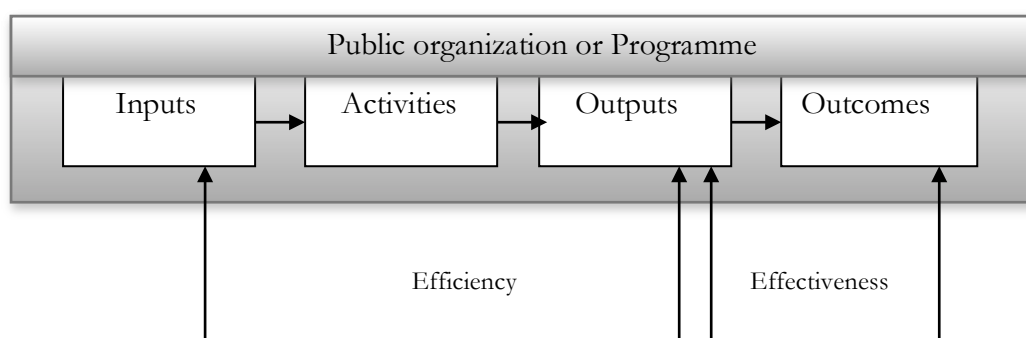 Public organization or Programme
Inputs Activities Outputs Outcomes
Efficiency Effectiveness